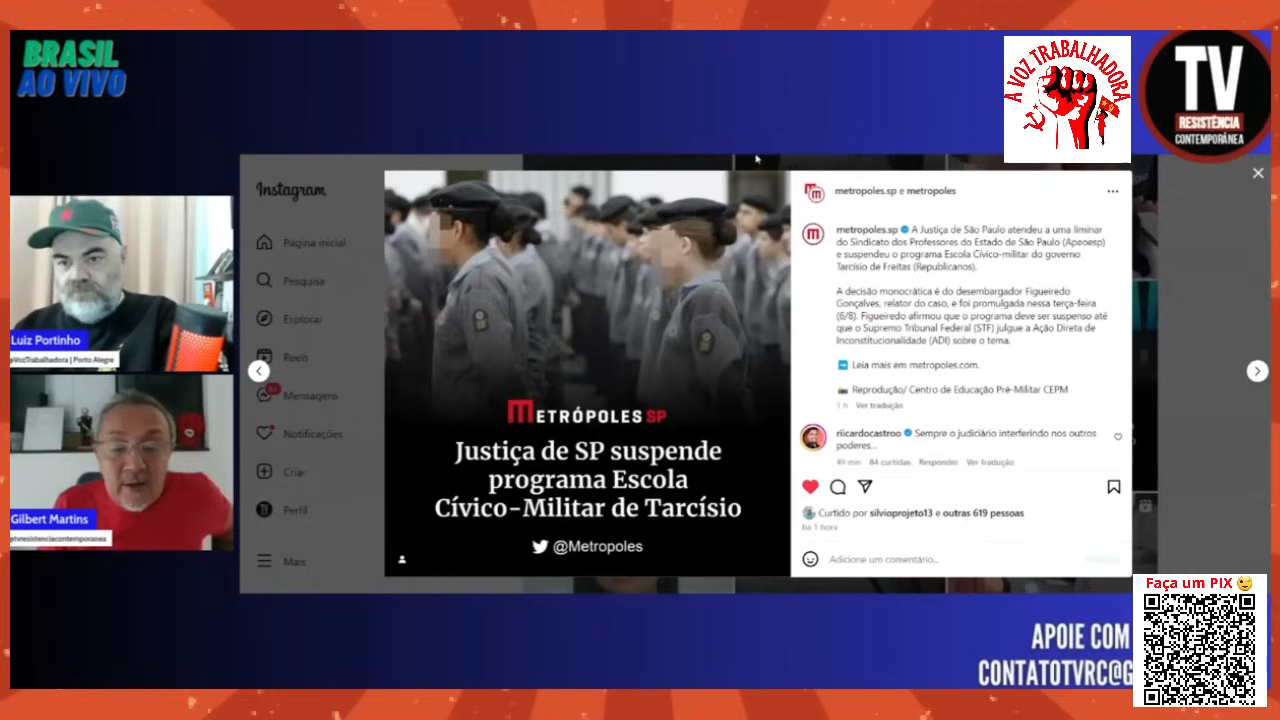 BRASIL
AO VIVO
A VOZ TRABALHADORA
TV
RESISTÊNCIA
CONTEMPORÂNEA
Luiz Portinho
VozTrabalhadora | Porto Alegre
Gilbert Martins
@tvresistenciacontemporanea
Instagram
Página inicial
Pesquisa
Explorar
Reels
Mensagens
Notificações
Criar
Perfil
Mais
METRÓPOLES SP
Justiça de SP suspende
programa Escola
Cívico-Militar de Tarcísio
@Metropoles
metropoles.sp e metropoles
metropoles.sp A Justiça de São Paulo atendeu a uma liminar
do Sindicato dos Professores do Estado de São Paulo (Apeoesp)
e suspendeu o programa Escola Cívico-militar do governo
Tarcísio de Freitas (Republicanos).
A decisão monocrática é do desembargador Figueiredo
Gonçalves, relator do caso, e foi promulgada nessa terça-feira
(6/8). Figueiredo afirmou que o programa deve ser suspenso até
que o Supremo Tribunal Federal (STF) julgue a Ação Direta de
Inconstitucionalidade (ADI) sobre o tema.
Leia mais em metropoles.com.
Reprodução/ Centro de Educação Pré-Militar CEPM
1 h Ver tradução
riicardocastroo Sempre o judiciário interferindo nos outros
poderes...
49 min 84 curtidas Responder Ver tradução
Curtido por silvioprojeto13 e outras 619 pessoas
há 1 hora
Adicione um comentário...
Faça um PIX
APOIE COM
CONTATOTVRC@G